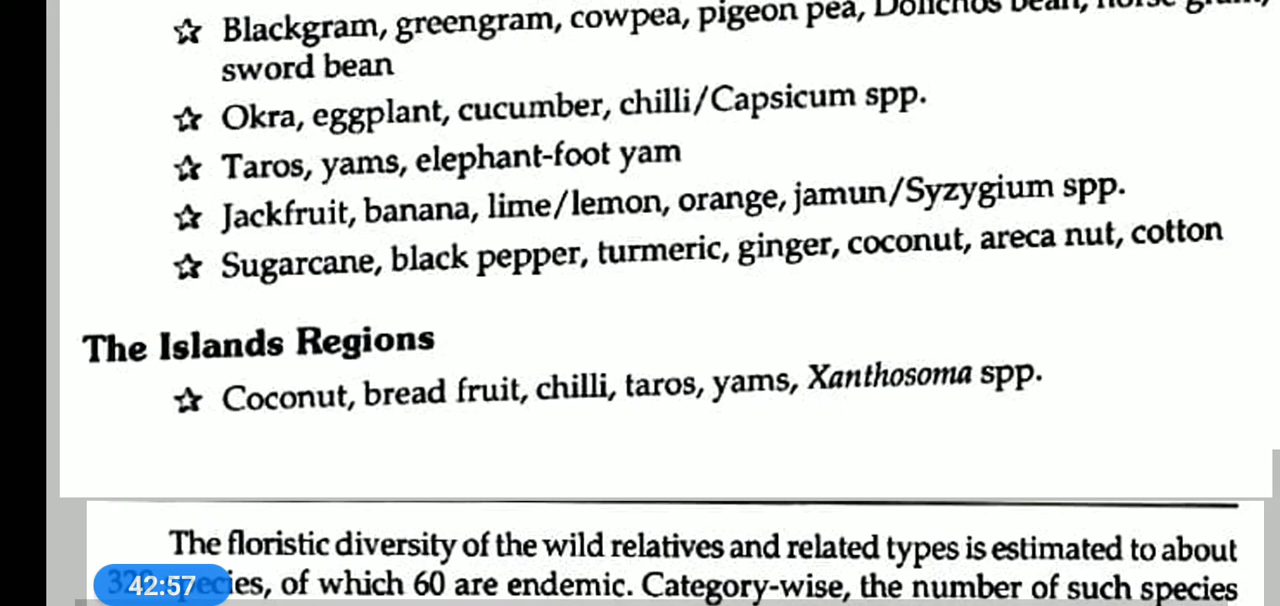 ☆ Blackgram, greengram, cowpea, pigeon pea, Dolichos bean, horse gram,
sword bean
☆ Okra, eggplant, cucumber, chilli/Capsicum spp.
☆ Taros, yams, elephant-foot yam
☆ Jackfruit, banana, lime/lemon, orange, jamun/Syzygium spp.
☆ Sugarcane, black pepper, turmeric, ginger, coconut, areca nut, cotton
The Islands Regions
☆ Coconut, bread fruit, chilli, taros, yams, Xanthosoma spp.
The floristic diversity of the wild relatives and related types is estimated to about
species, of which 60 are endemic. Category-wise, the number of such species
42:57